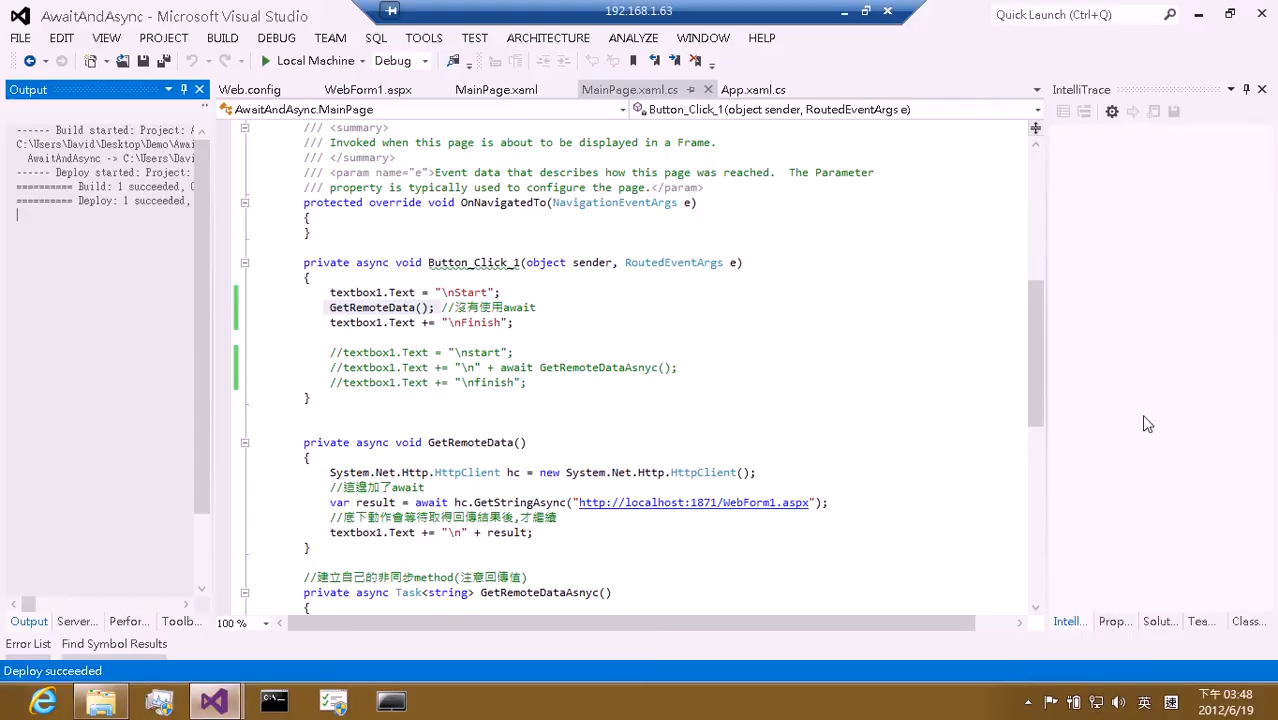 AwaitAndAsync - Microsoft Visual Studio
192.168.1.63
Quick Launch (Ctrl+Q)
FILE EDIT VIEW PROJECT BUILD DEBUG TEAM SQL TOOLS TEST ARCHITECTURE ANALYZE WINDOW HELP
Local Machine Debug
Output
Web.config WebForm1.aspx MainPage.xaml MainPage.xaml.cs App.xaml.cs
IntelliTrace
AwaitAndAsync.MainPage
Button_Click_1(object sender, RoutedEventArgs e)
------ Build started: Project: A
C:\Users\David\Desktop\Demo\Awai
AwaitAndAsync -> C:\Users\Davi
------ Deploy started: Project:
========== Build: 1 succeeded, 0
========== Deploy: 1 succeeded,
/// <summary>
/// Invoked when this page is about to be displayed in a Frame.
/// </summary>
/// <param name="e">Event data that describes how this page was reached.  The Parameter
/// property is typically used to configure the page.</param>
protected override void OnNavigatedTo(NavigationEventArgs e)
{
}
private async void Button_Click_1(object sender, RoutedEventArgs e)
{
textbox1.Text = "\nStart";
GetRemoteData(); //沒有使用await
textbox1.Text += "\nFinish";
//textbox1.Text = "\nstart";
//textbox1.Text += "\n" + await GetRemoteDataAsnyc();
//textbox1.Text += "\nfinish";
}
private async void GetRemoteData()
{
System.Net.Http.HttpClient hc = new System.Net.Http.HttpClient();
//這邊加了await
var result = await hc.GetStringAsync("http://localhost:1871/WebForm1.aspx");
//底下動作會等待取得回傳結果後,才繼續
textbox1.Text += "\n" + result;
}
//建立自己的非同步method(注意回傳值)
private async Task<string> GetRemoteDataAsnyc()
{
100 %
Output Server... Perfor... Toolb...
Intell... Prop... Solut... Tea... Class...
Error List Find Symbol Results
Deploy succeeded
英 速
下午 03:48
2012/6/19